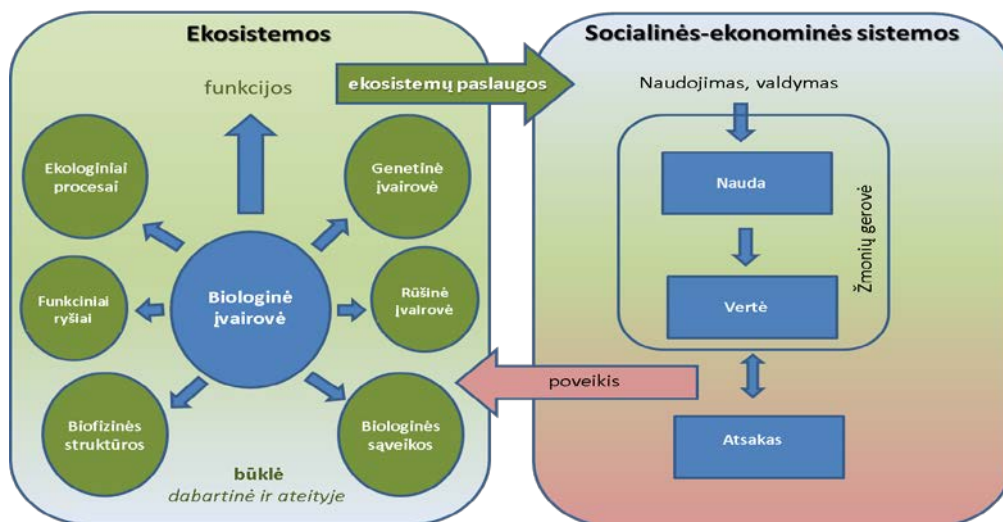 Ekosistemos
funkcijos
Ekologiniai
procesai
Genetinė
įvairovė
Funkciniai
ryšiai
Biologinė
įvairovė
Rūšinė
Įvairovė
Biofizinės
struktūros
Biologinės
sąveikos
būklė
dabartinė ir ateityje
ekosistemų paslaugos
poveikis
Socialinės-ekonominės sistemos
Naudojimas, valdymas
Nauda
Vertė
Žmonių gerovė
Atsakas